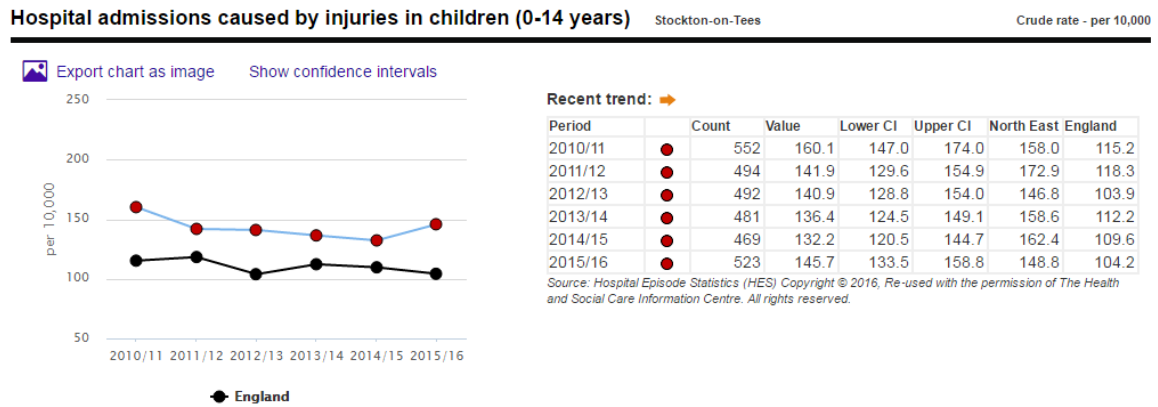 Hospital admissions caused by injuries in children (0-14 years) Stockton-on-Tees Crude rate - per 10,000
Export chart as image Show confidence intervals
250
200
150
100
50
per 10,000
2010/11 2011/12 2012/13 2013/14 2014/15 2015/16
England
Recent trend:
Period Count Value Lower CI Upper CI North East England
2010/11 552 160.1 147.0 174.0 158.0 115.2
2011/12 494 141.9 129.6 154.9 172.9 118.3
2012/13 492 140.9 128.8 154.0 146.8 103.9
2013/14 481 136.4 124.5 149.1 158.6 112.2
2014/15 469 132.2 120.5 144.7 162.4 109.6
2015/16 523 145.7 133.5 158.8 148.8 104.2
Source: Hospital Episode Statistics (HES) Copyright © 2016, Re-used with the permission of The Health
and Social Care Information Centre. All rights reserved.